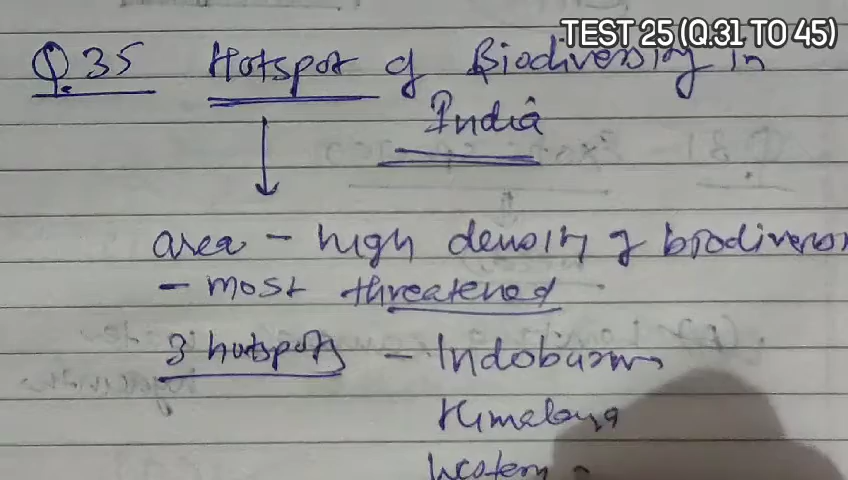 TEST 25 (Q.31 TO 45)
Q.35 Hotspot of Biodiversity in
India
area - high density of biodivers
- most threatened
3 hotspots - Indoburm
Himalaya
Western